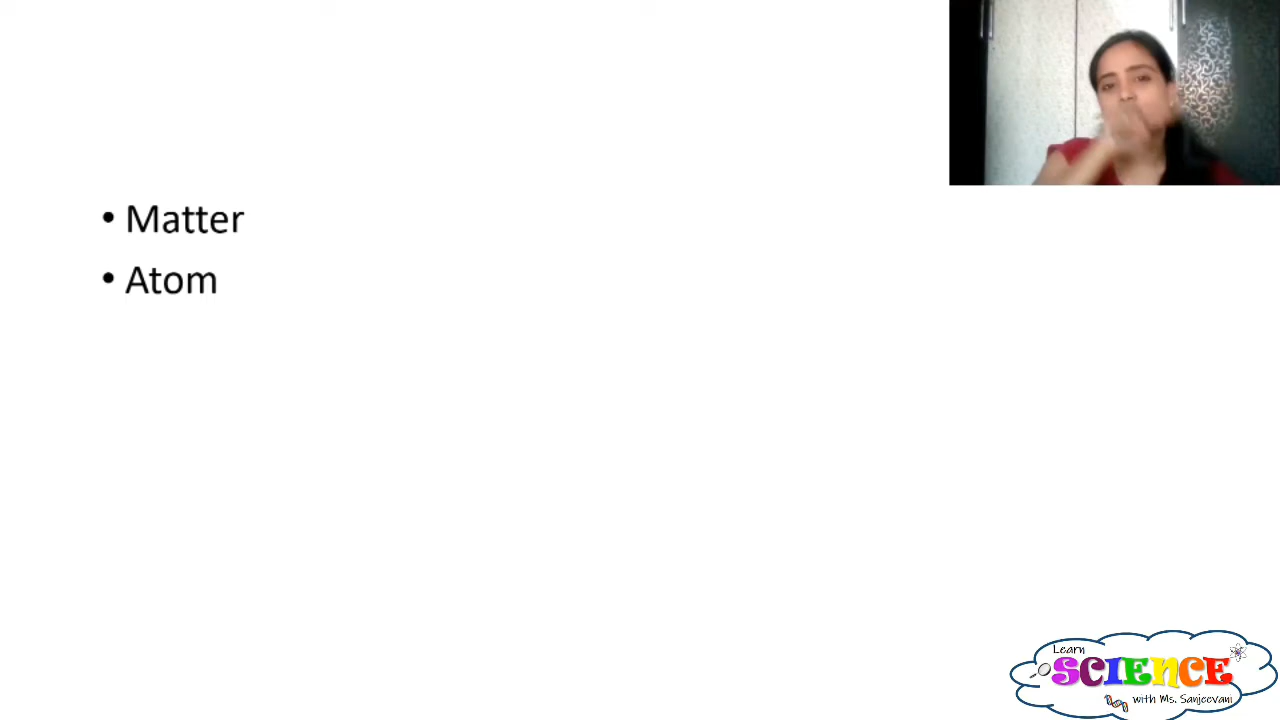 • Matter
• Atom
Learn
SCIENCE
with Ms. Sanjeevani